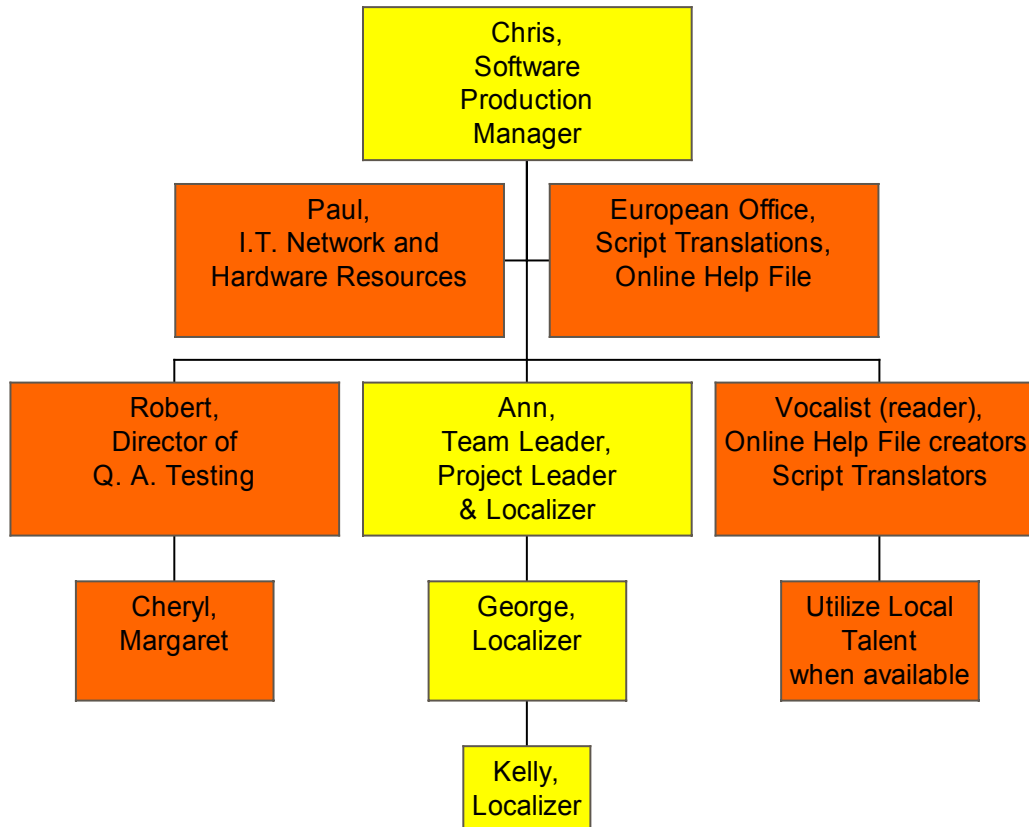 Chris,
Software
Production
Manager
Paul,
I.T. Network and
Hardware Resources
European Office,
Script Translations,
Online Help File
Robert,
Director of
Q. A. Testing
Ann,
Team Leader,
Project Leader
& Localizer
Vocalist (reader),
Online Help File creators
Script Translators
Cheryl,
Margaret
George,
Localizer
Utilize Local
Talent
when available
Kelly,
Localizer